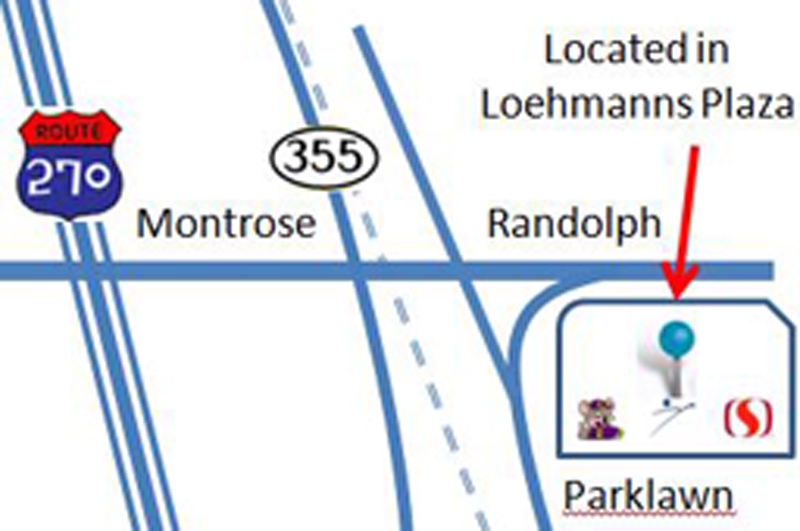 Located in
Loehmanns Plaza
ROUTE
270
355
Montrose
Randolph
Parklawn